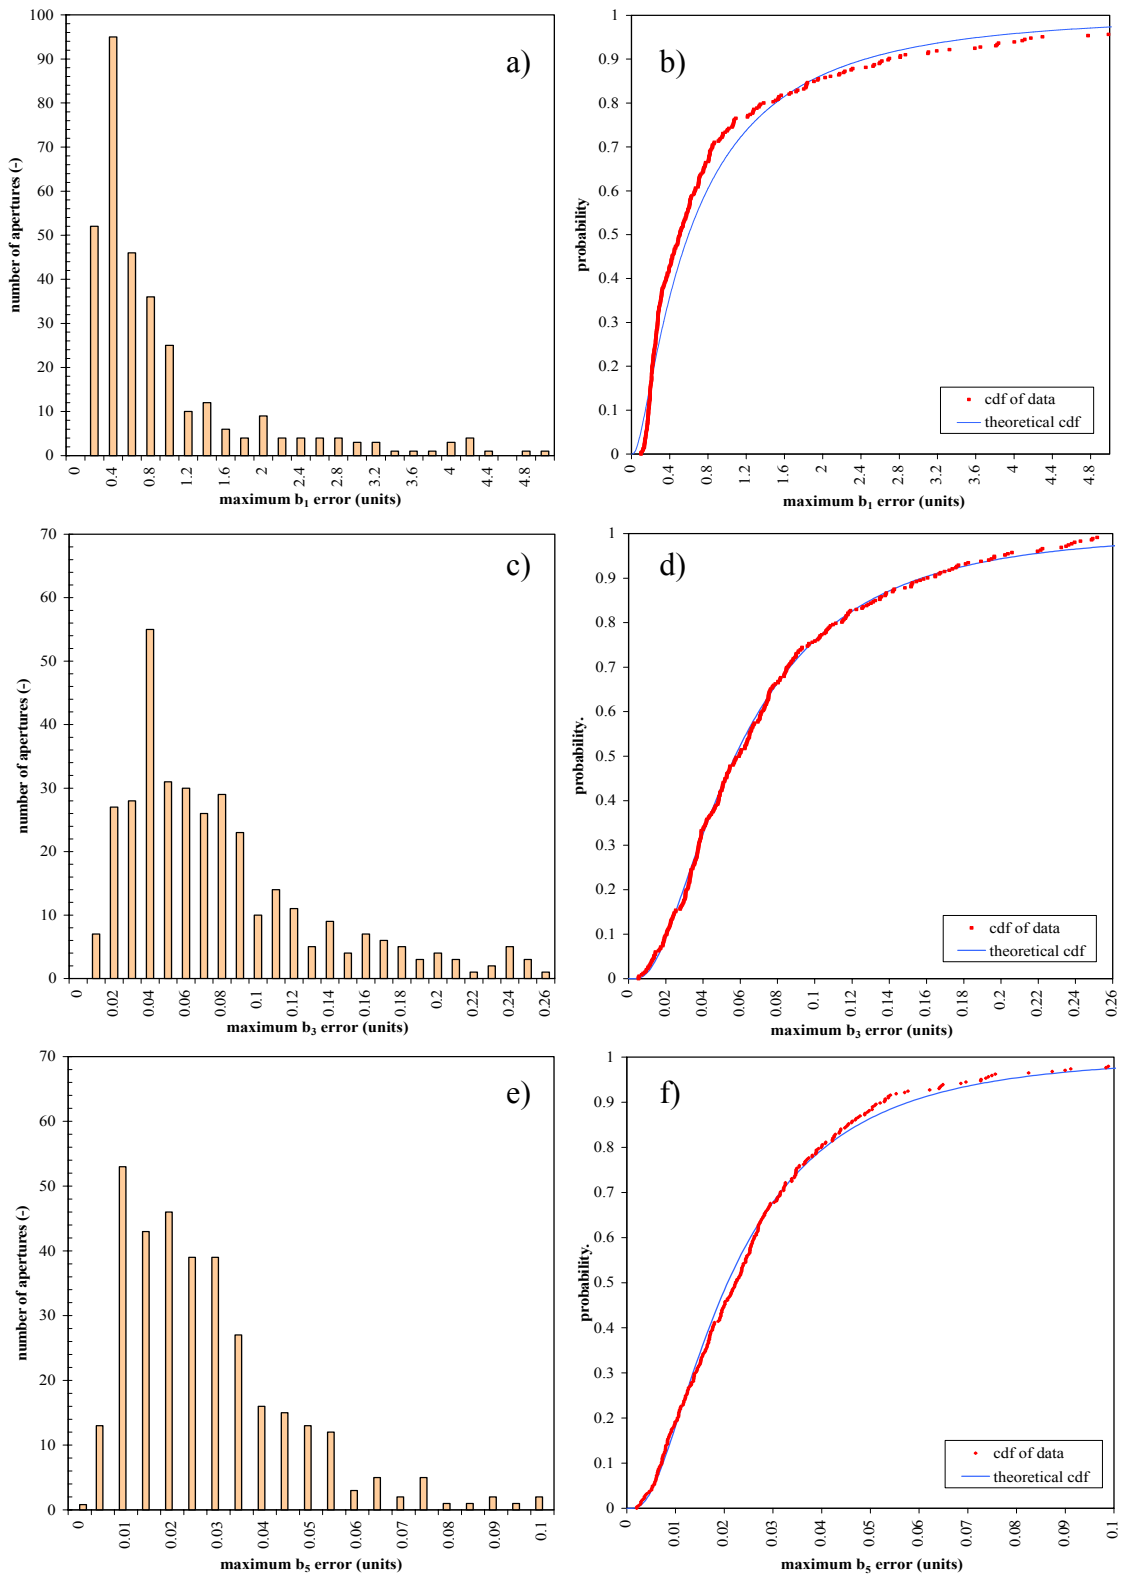 a)
number of apertures (-)
100
90
80
70
60
50
40
30
20
10
0
0 0.4 0.8 1.2 1.6 2 2.4 2.8 3.2 3.6 4 4.4 4.8
maximum b₁ error (units)
b)
probability
1
0.9
0.8
0.7
0.6
0.5
0.4
0.3
0.2
0.1
0
cdf of data
theoretical cdf
0 0.4 0.8 1.2 1.6 2 2.4 2.8 3.2 3.6 4 4.4 4.8
maximum b₁ error (units)
c)
number of apertures (-)
70
60
50
40
30
20
10
0
0 0.02 0.04 0.06 0.08 0.1 0.12 0.14 0.16 0.18 0.2 0.22 0.24 0.26
maximum b₃ error (units)
d)
probability.
1
0.9
0.8
0.7
0.6
0.5
0.4
0.3
0.2
0.1
0
cdf of data
theoretical cdf
0 0.02 0.04 0.06 0.08 0.1 0.12 0.14 0.16 0.18 0.2 0.22 0.24 0.26
maximum b₃ error (units)
e)
number of apertures (-)
70
60
50
40
30
20
10
0
0 0.01 0.02 0.03 0.04 0.05 0.06 0.07 0.08 0.09 0.1
maximum b₅ error (units)
f)
probability.
1
0.9
0.8
0.7
0.6
0.5
0.4
0.3
0.2
0.1
0
cdf of data
theoretical cdf
0 0.01 0.02 0.03 0.04 0.05 0.06 0.07 0.08 0.09 0.1
maximum b₅ error (units)